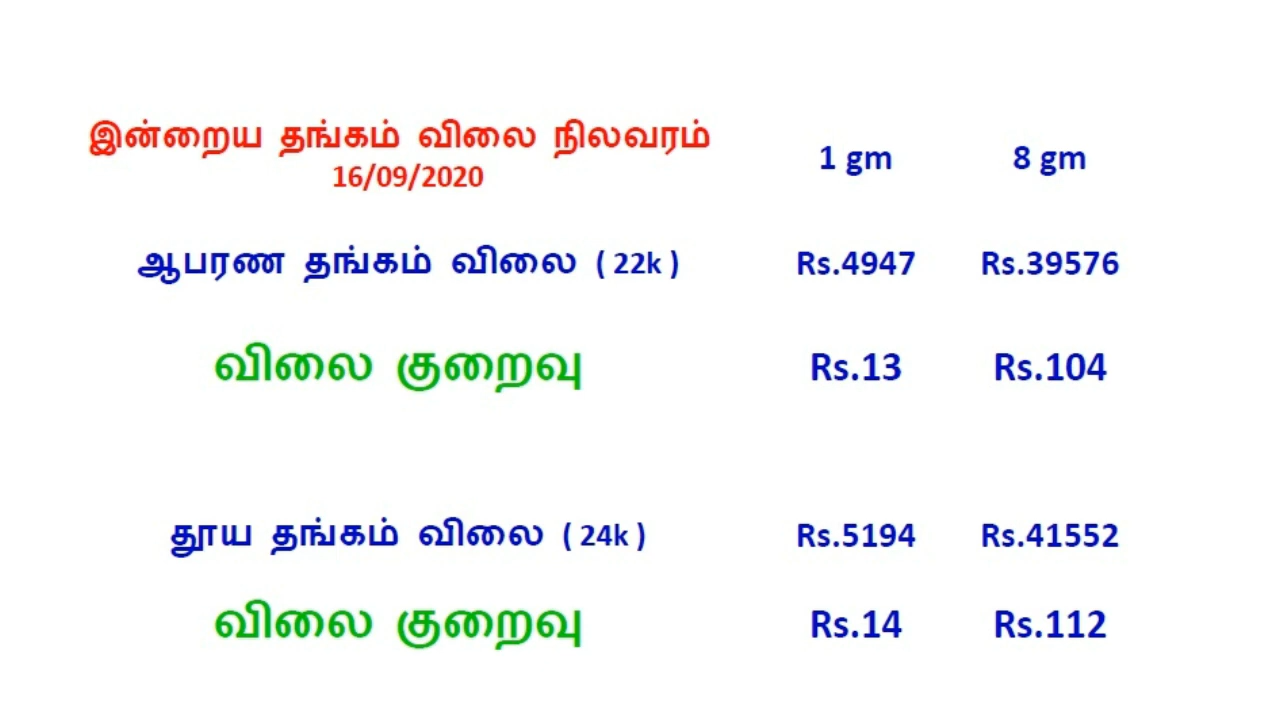 இன்றைய தங்கம் விலை நிலவரம்
16/09/2020
1 gm 8 gm
ஆபரண தங்கம் விலை ( 22k ) Rs.4947 Rs.39576
விலை குறைவு Rs.13 Rs.104
தூய தங்கம் விலை ( 24k ) Rs.5194 Rs.41552
விலை குறைவு Rs.14 Rs.112